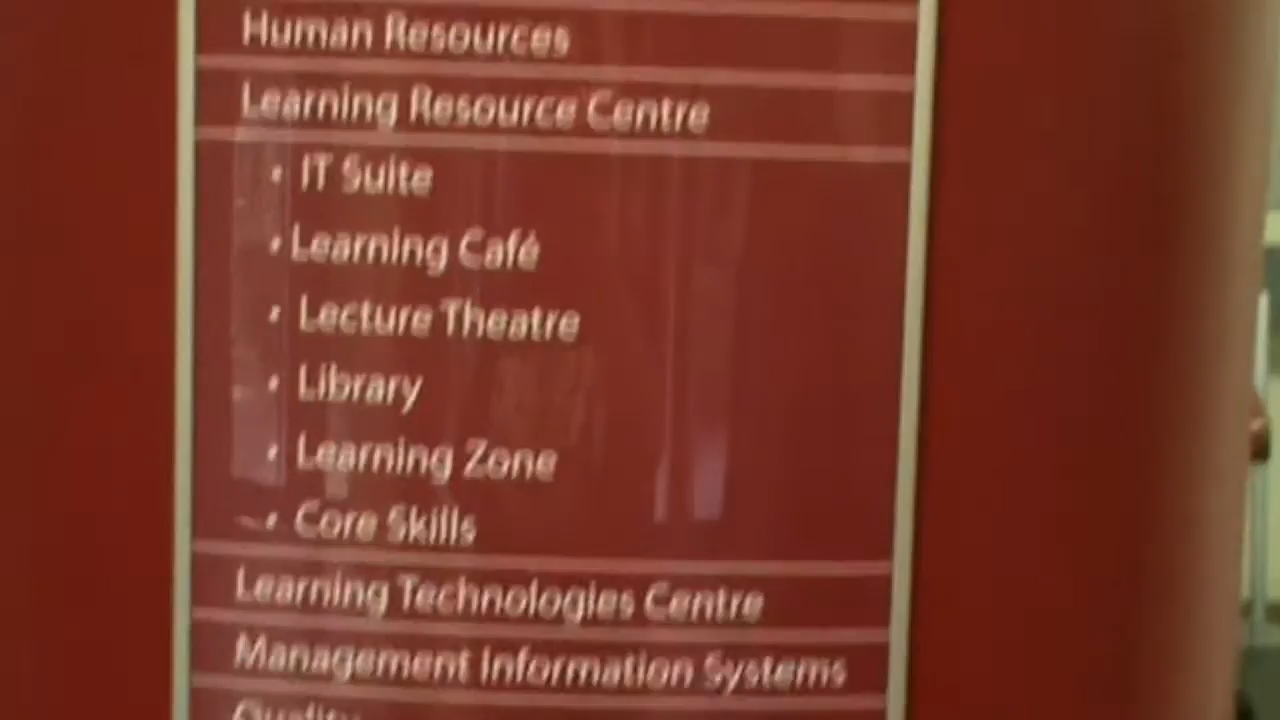 Human Resources
Learning Resource Centre
• IT Suite
• Learning Café
• Lecture Theatre
• Library
• Learning Zone
• Core Skills
Learning Technologies Centre
Management Information Systems
Quality